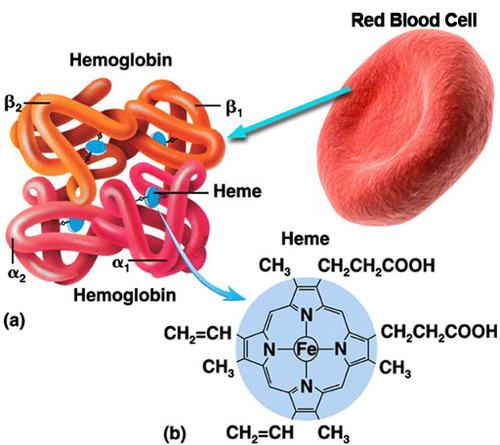 Red Blood Cell
Hemoglobin
β2
β1
Heme
α2
α1
Hemoglobin
(a)
Heme
CH3
CH2CH2COOH
CH2=CH
CH2CH2COOH
N
N
Fe
N
N
CH3
CH3
CH2=CH
CH3
(b)